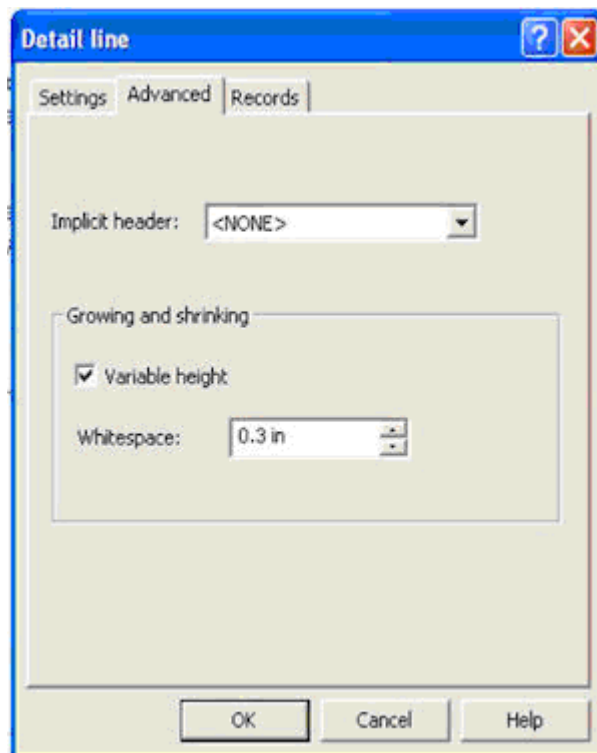 Detail line
Settings Advanced Records
Implicit header: <NONE>
Growing and shrinking
Variable height
Whitespace: 0.3 in
OK Cancel Help